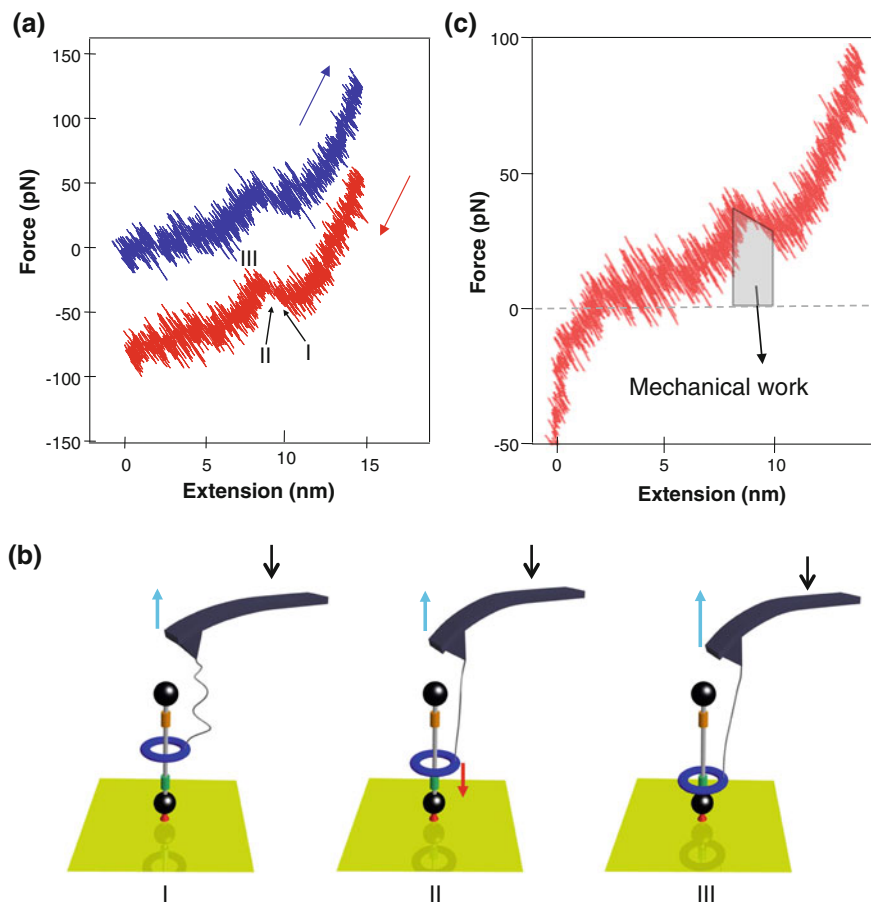 (a)
150
100
50
0
-50
-100
-150
Force (pN)
III
II
I
0
5
10
15
Extension (nm)
(c)
100
50
0
-50
Force (pN)
Mechanical work
0
5
10
Extension (nm)
(b)
I
II
III